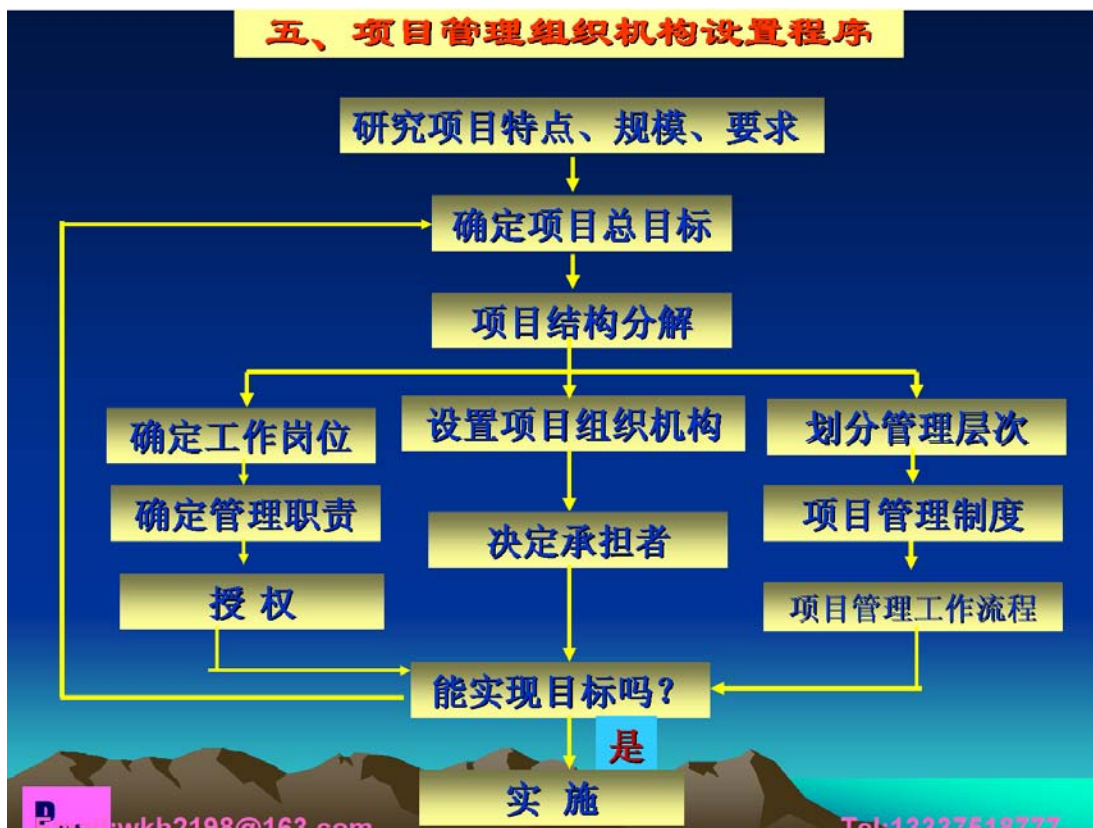 五、项目管理组织机构设置程序
研究项目特点、规模、要求
确定项目总目标
项目结构分解
确定工作岗位
设置项目组织机构
划分管理层次
确定管理职责
决定承担者
项目管理制度
授 权
项目管理工作流程
能实现目标吗?
是
实 施